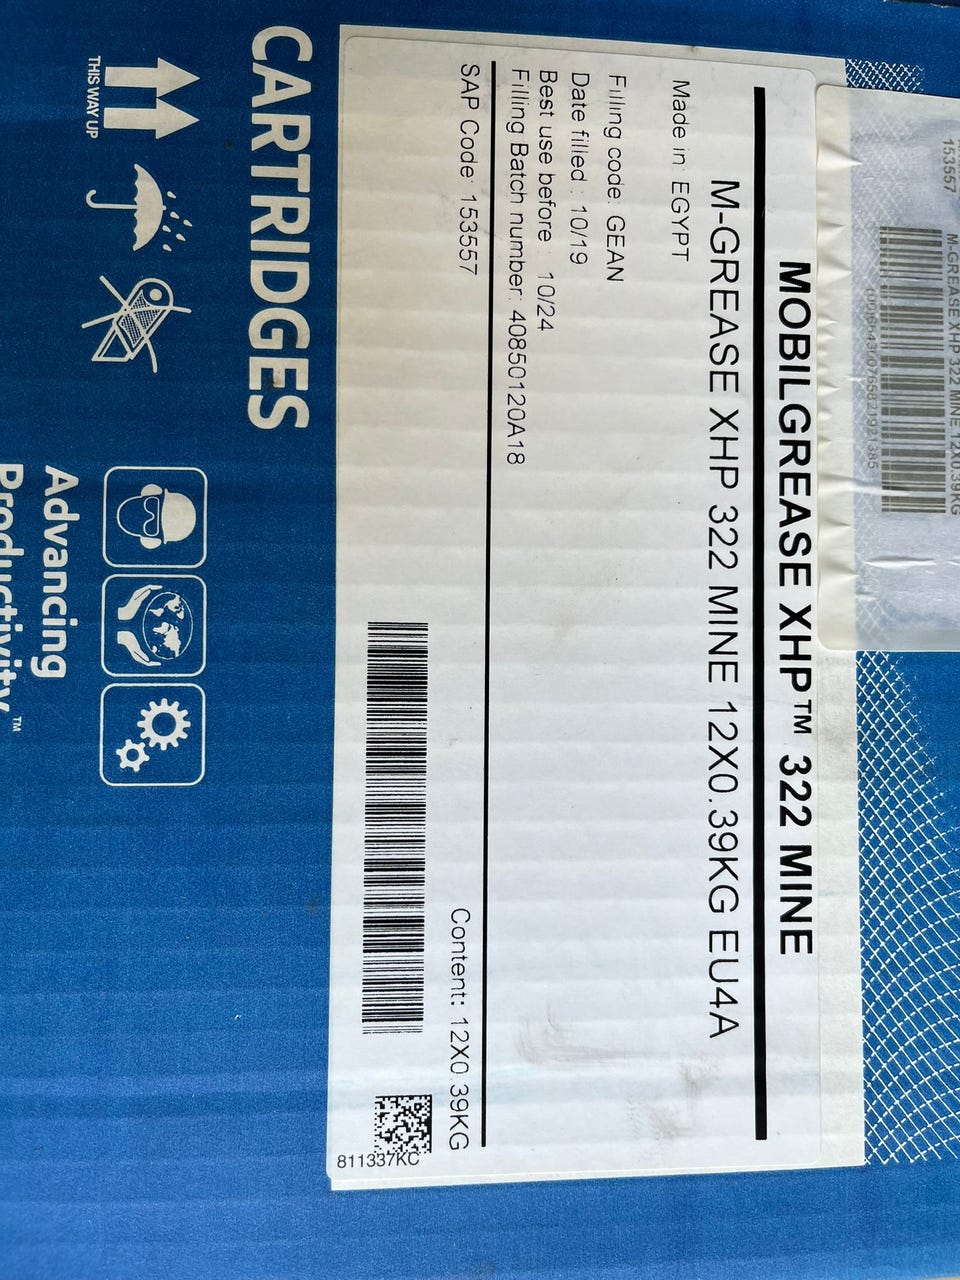 153557
M-GREASE XHP 322 MINE 12X0.39KG
MOBILGREASE XHP™ 322 MINE
M-GREASE XHP 322 MINE 12X0.39KG EU4A
Made in: EGYPT
Filling code: GEAN
Date filled : 10/19
Best use before : 10/24
Filling Batch number: 40850120A18
SAP Code: 153557
Content: 12X0.39KG
811337KC
CARTRIDGES
THIS WAY UP
Advancing
Productivity™